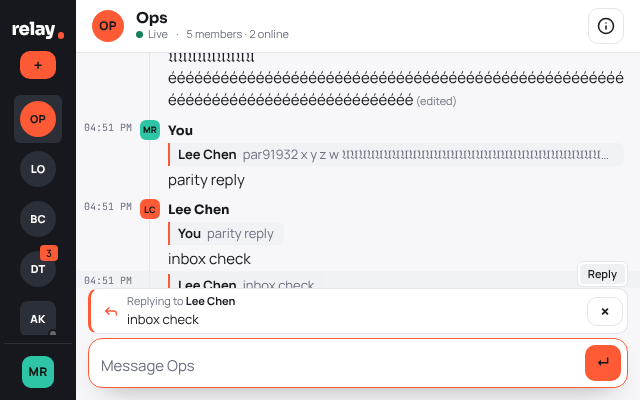 relay.
+
OP
LO
BC
DT
3
AK
MR
OP
Ops
Live · 5 members · 2 online
éééééééééééééééééééééééééééééééééééééééééééééééééééé
ééééééééééééééééééééééééééé (edited)
04:51 PM
MR
You
Lee Chen par91932 x y z w
parity reply
04:51 PM
LC
Lee Chen
You parity reply
inbox check
04:51 PM
Lee Chen inbox check
Reply
Replying to Lee Chen
inbox check
×
Message Ops